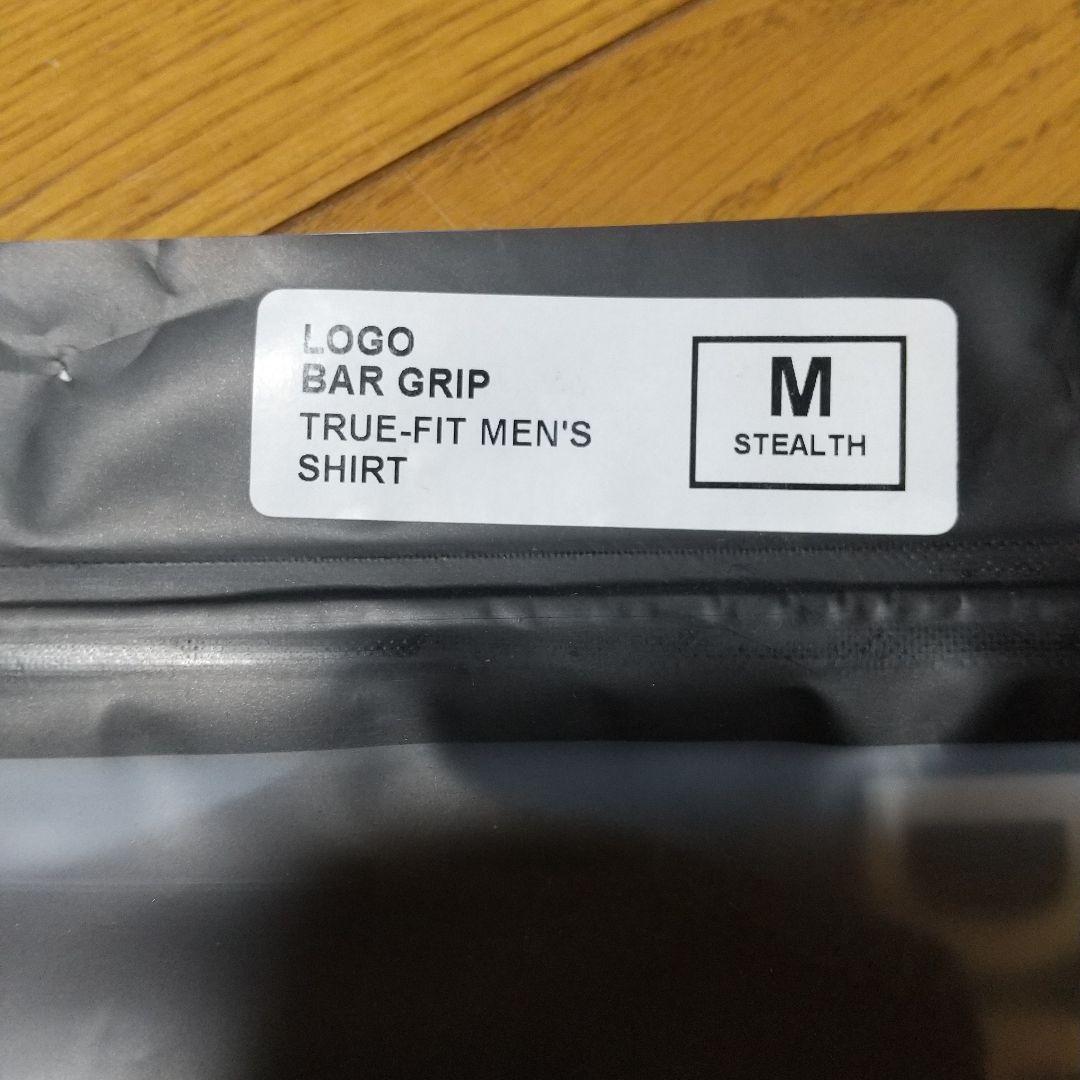 LOGO
BAR GRIP
TRUE-FIT MEN'S
SHIRT
M
STEALTH